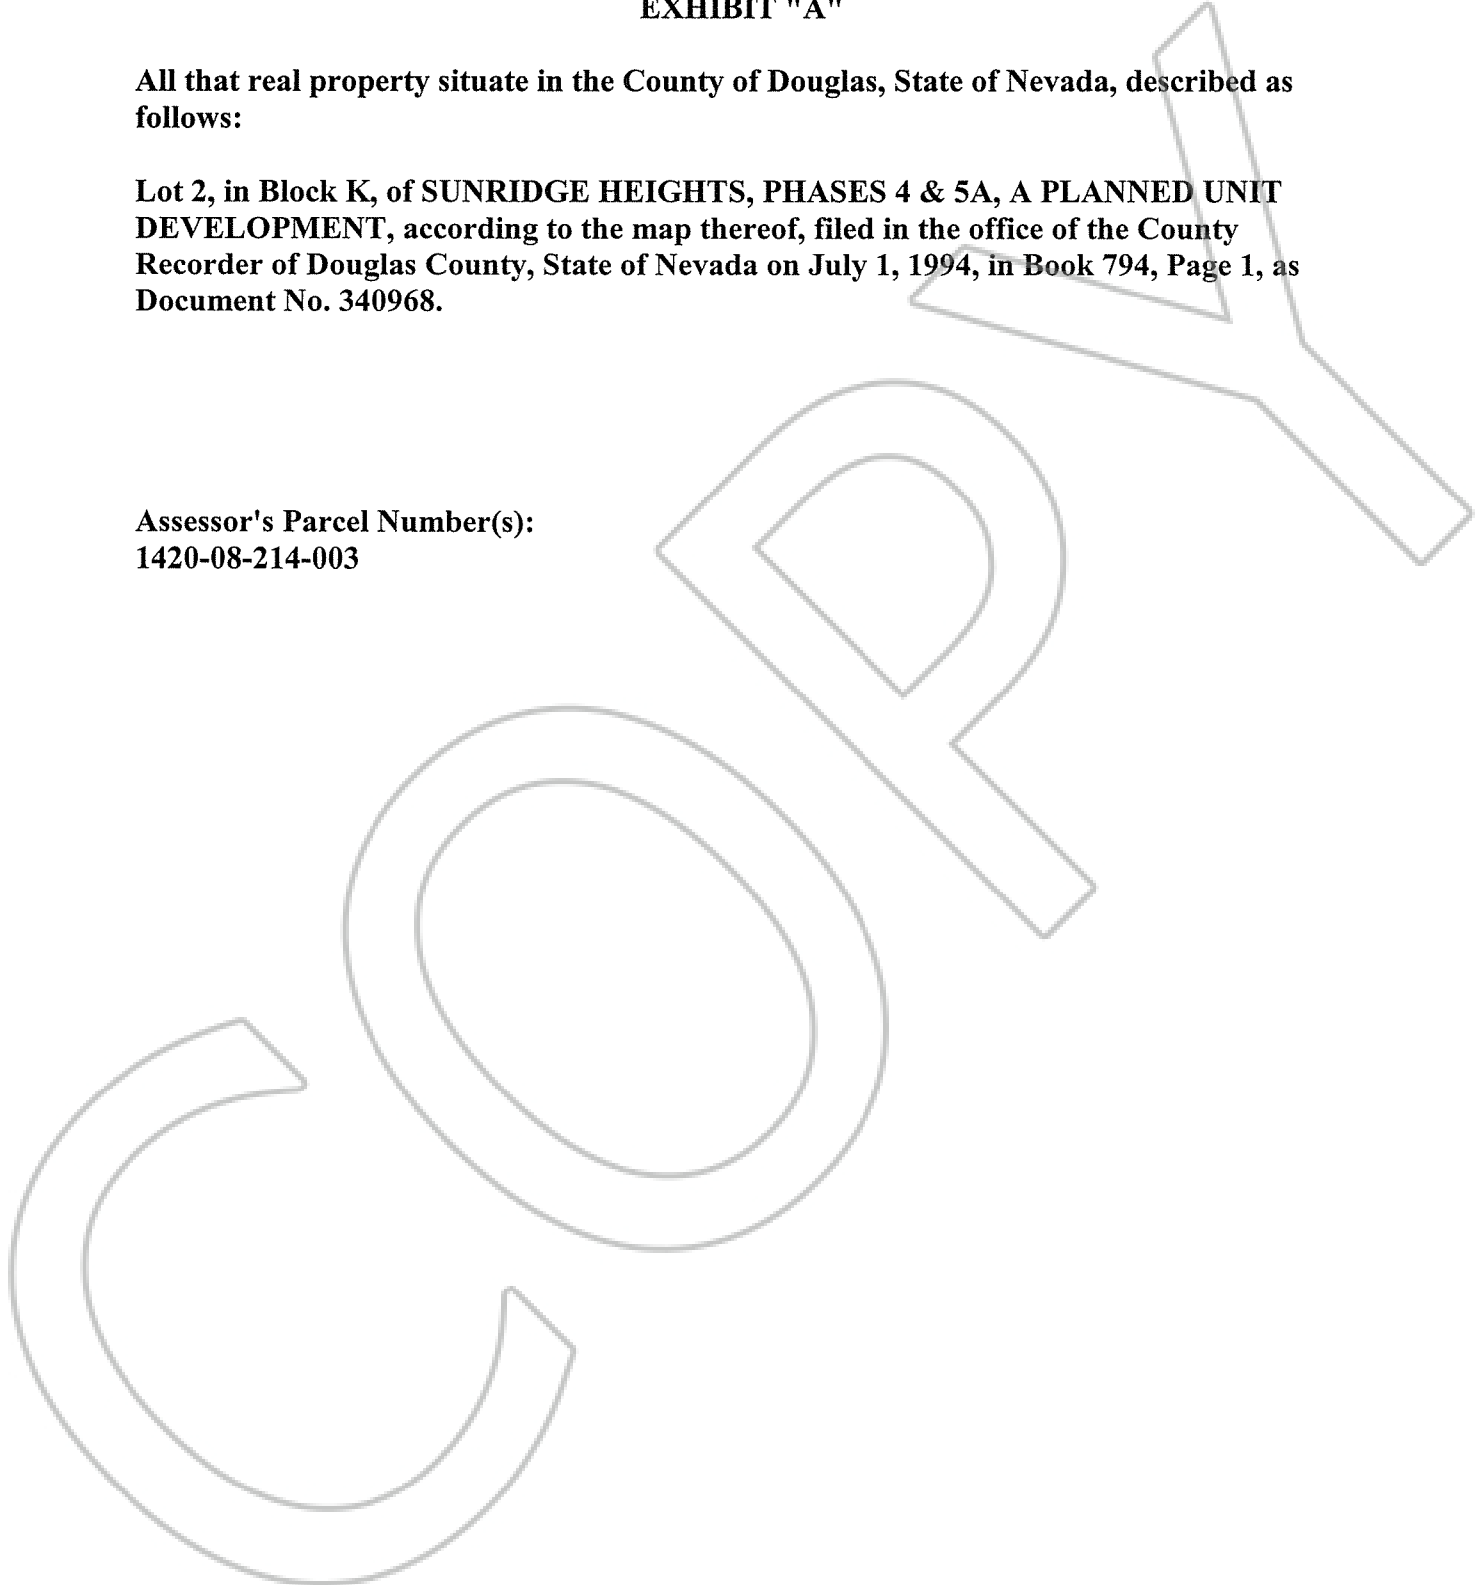 EXHIBIT "A"
All that real property situate in the County of Douglas, State of Nevada, described as
follows:
Lot 2, in Block K, of SUNRIDGE HEIGHTS, PHASES 4 & 5A, A PLANNED UNIT
DEVELOPMENT, according to the map thereof, filed in the office of the County
Recorder of Douglas County, State of Nevada on July 1, 1994, in Book 794, Page 1, as
Document No. 340968.
Assessor's Parcel Number(s):
1420-08-214-003
COPY